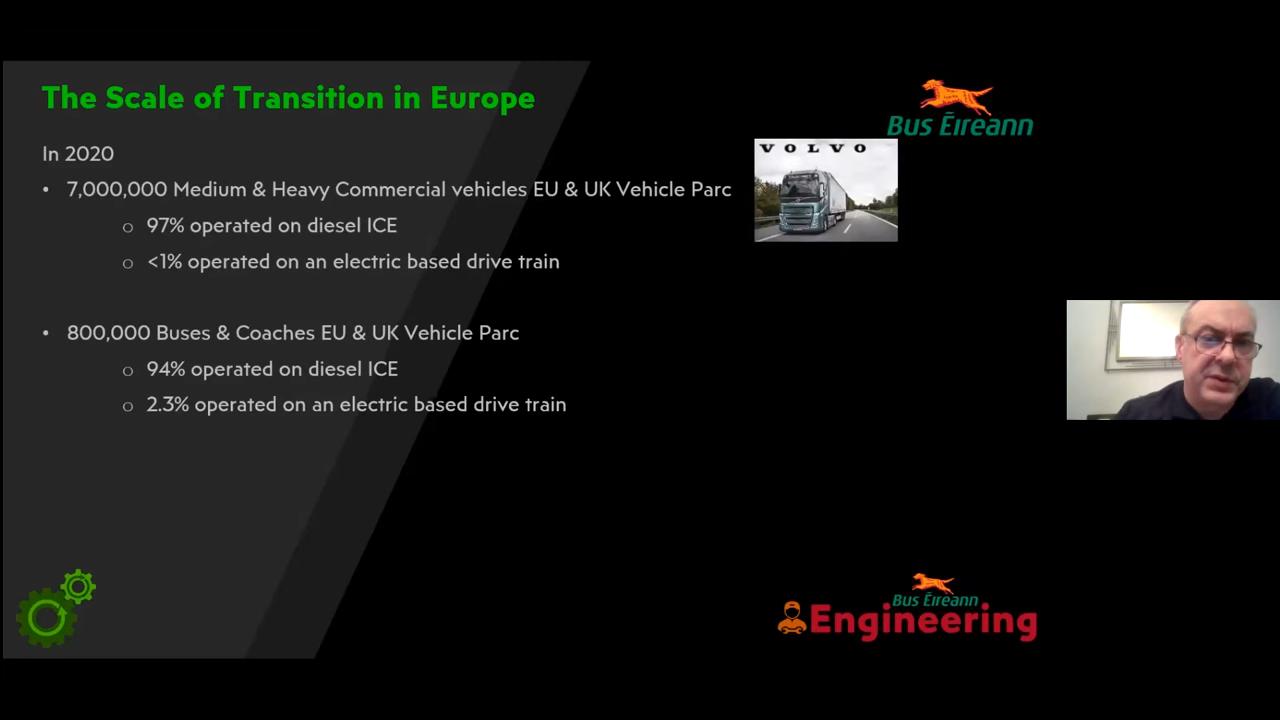 The Scale of Transition in Europe
In 2020
• 7,000,000 Medium & Heavy Commercial vehicles EU & UK Vehicle Parc
o 97% operated on diesel ICE
o <1% operated on an electric based drive train
• 800,000 Buses & Coaches EU & UK Vehicle Parc
o 94% operated on diesel ICE
o 2.3% operated on an electric based drive train
Bus Éireann
VOLVO
Bus Éireann
Engineering